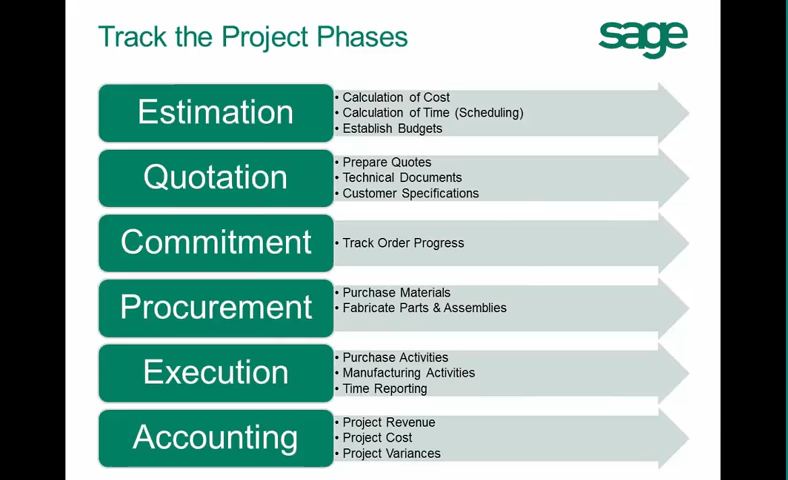 Track the Project Phases
sage
Estimation
• Calculation of Cost
• Calculation of Time (Scheduling)
• Establish Budgets
Quotation
• Prepare Quotes
• Technical Documents
• Customer Specifications
Commitment
• Track Order Progress
Procurement
• Purchase Materials
• Fabricate Parts & Assemblies
Execution
• Purchase Activities
• Manufacturing Activities
• Time Reporting
Accounting
• Project Revenue
• Project Cost
• Project Variances